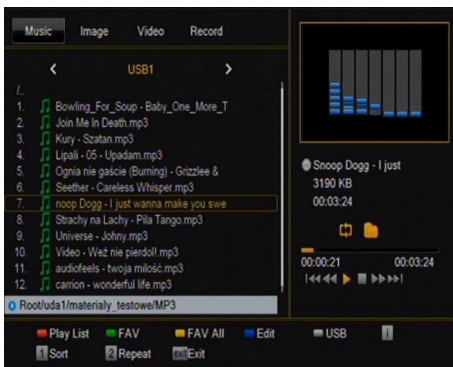 Music Image Video Record
USB1
/..
1. Bowling_For_Soup - Baby_One_More_T
2. Join Me In Death.mp3
3. Kury - Szatan.mp3
4. Lipali - 05 - Upadam.mp3
5. Ognia nie gaście (Burning) - Grizzlee &
6. Seether - Careless Whisper.mp3
7. noop Dogg - I just wanna make you swe
8. Strachy na Lachy - Piła Tango.mp3
9. Universe - Johny.mp3
10. Video - Weź nie pierdol!.mp3
11. audiofeels - twoja miłość.mp3
12. carrion - wonderful life.mp3
Root/uda1/materialy_testowe/MP3
Snoop Dogg - I just
3190 KB
00:03:24
00:00:21 00:03:24
Play List FAV FAV All Edit USB i
1 Sort 2 Repeat exit Exit